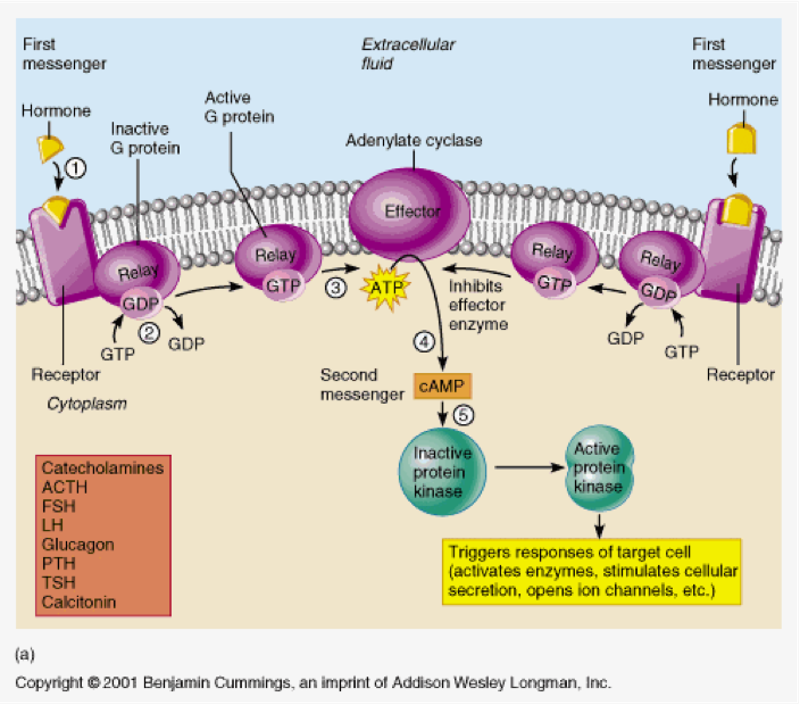 First
messenger
Extracellular
fluid
First
messenger
Hormone
Inactive
G protein
Active
G protein
Adenylate cyclase
Hormone
1
Effector
Relay
Relay
Relay
Relay
GDP
GTP
ATP
GTP
GDP
2
3
Inhibits
effector
enzyme
GTP
GDP
GDP
GTP
4
Receptor
Receptor
Cytoplasm
Second
messenger
cAMP
5
Inactive
protein
kinase
Active
protein
kinase
Catecholamines
ACTH
FSH
LH
Glucagon
PTH
TSH
Calcitonin
Triggers responses of target cell
(activates enzymes, stimulates cellular
secretion, opens ion channels, etc.)
(a)
Copyright © 2001 Benjamin Cummings, an imprint of Addison Wesley Longman, Inc.